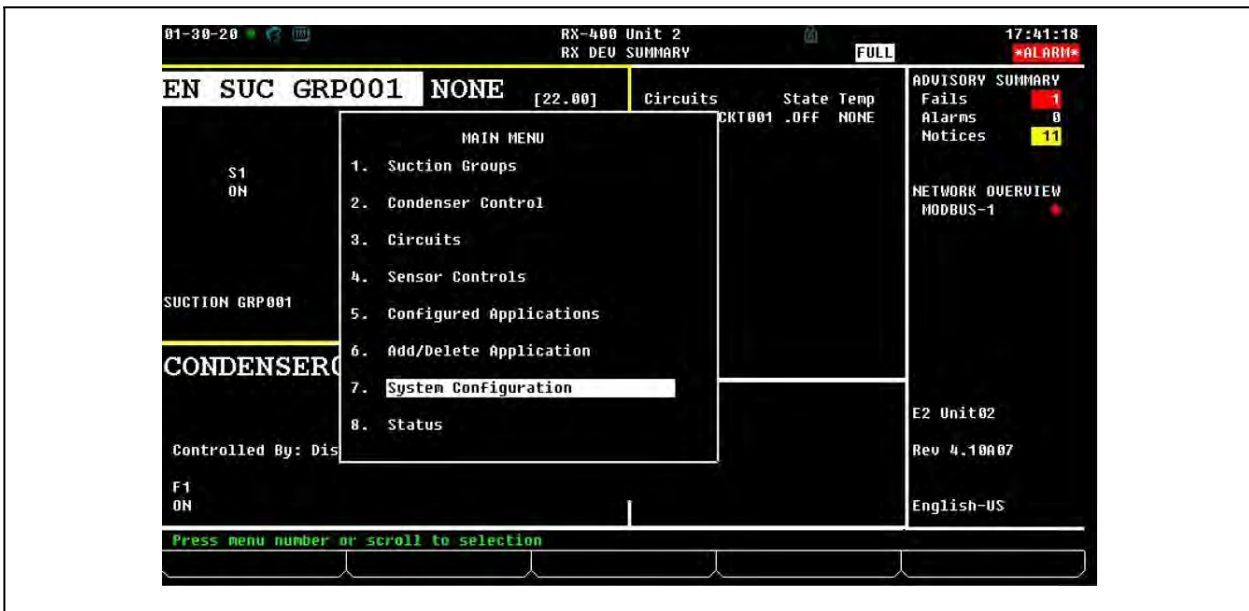 01-30-20 RX-400 Unit 2 17:41:18
RX DEV SUMMARY FULL *ALARM*
EN SUC GRP001 NONE [22.00]
Circuits State Temp
CKT001 .Off NONE
S1
ON
SUCTION GRP001
CONDENSERC
Controlled By: Dis
F1
ON
MAIN MENU
1. Suction Groups
2. Condenser Control
3. Circuits
4. Sensor Controls
5. Configured Applications
6. Add/Delete Application
7. System Configuration
8. Status
ADVISORY SUMMARY
Fails 1
Alarms 0
Notices 11
NETWORK OVERVIEW
MODBUS-1
E2 Unit02
Rev 4.10A07
English-US
Press menu number or scroll to selection